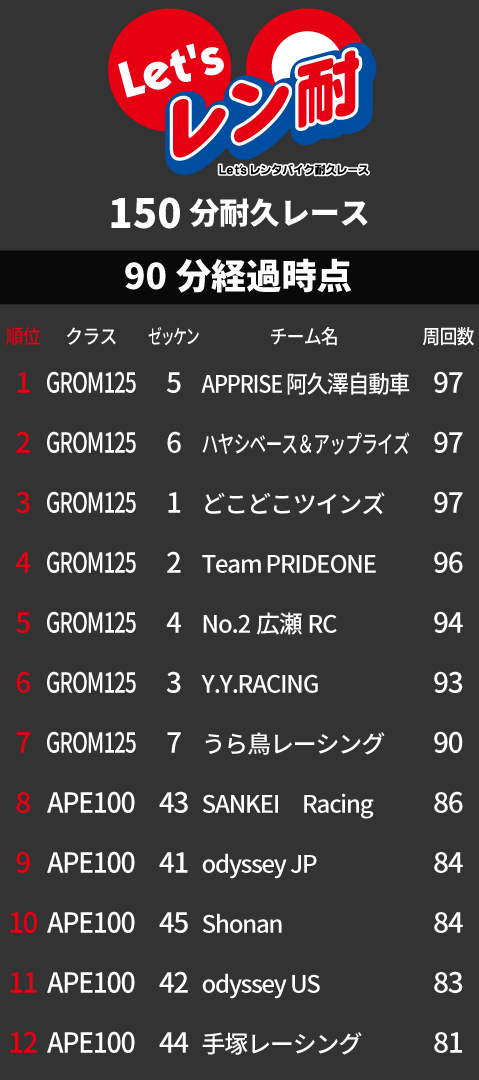 Let's
レン耐
Let's レンタバイク耐久レース
150 分耐久レース
90 分経過時点
順位 クラス ゼッケン チーム名 周回数
1 GROM125 5 APPRISE 阿久澤自動車 97
2 GROM125 6 ハヤシベース&アップライズ 97
3 GROM125 1 どこどこツインズ 97
4 GROM125 2 Team PRIDEONE 96
5 GROM125 4 No.2 広瀬 RC 94
6 GROM125 3 Y.Y.RACING 93
7 GROM125 7 うら鳥レーシング 90
8 APE100 43 SANKEI　Racing 86
9 APE100 41 odyssey JP 84
10 APE100 45 Shonan 84
11 APE100 42 odyssey US 83
12 APE100 44 手塚レーシング 81